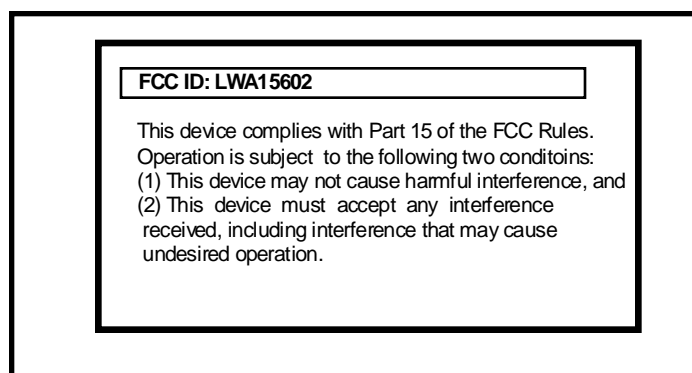 FCC ID: LWA15602
This device complies with Part 15 of the FCC Rules.
Operation is subject to the following two conditoins:
(1) This device may not cause harmful interference, and
(2) This device must accept any interference
received, including interference that may cause
undesired operation.